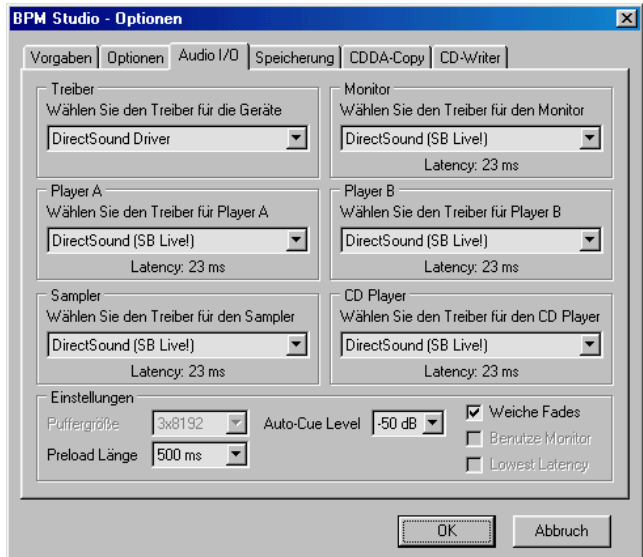 BPM Studio - Optionen
Vorgaben Optionen Audio I/O Speicherung CDDA-Copy CD-Writer
Treiber
Wählen Sie den Treiber für die Geräte
DirectSound Driver
Monitor
Wählen Sie den Treiber für den Monitor
DirectSound (SB Live!)
Latency: 23 ms
Player A
Wählen Sie den Treiber für Player A
DirectSound (SB Live!)
Latency: 23 ms
Player B
Wählen Sie den Treiber für Player B
DirectSound (SB Live!)
Latency: 23 ms
Sampler
Wählen Sie den Treiber für den Sampler
DirectSound (SB Live!)
Latency: 23 ms
CD Player
Wählen Sie den Treiber für den CD Player
DirectSound (SB Live!)
Latency: 23 ms
Einstellungen
Puffergröße 3x8192 Auto-Cue Level -50 dB Weiche Fades
Benutze Monitor
Preload Länge 500 ms
Lowest Latency
OK Abbruch